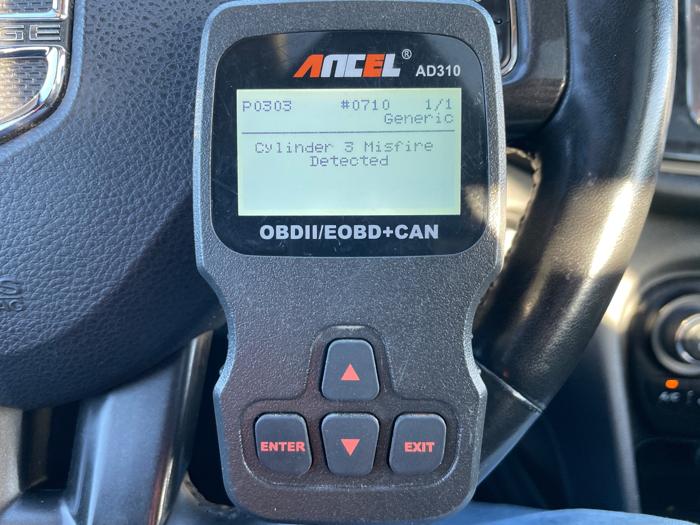 ANCEL®
AD310
P0303 #0710 1/1
Generic
Cylinder 3 Misfire
Detected
OBDII/EOBD+CAN
ENTER
EXIT